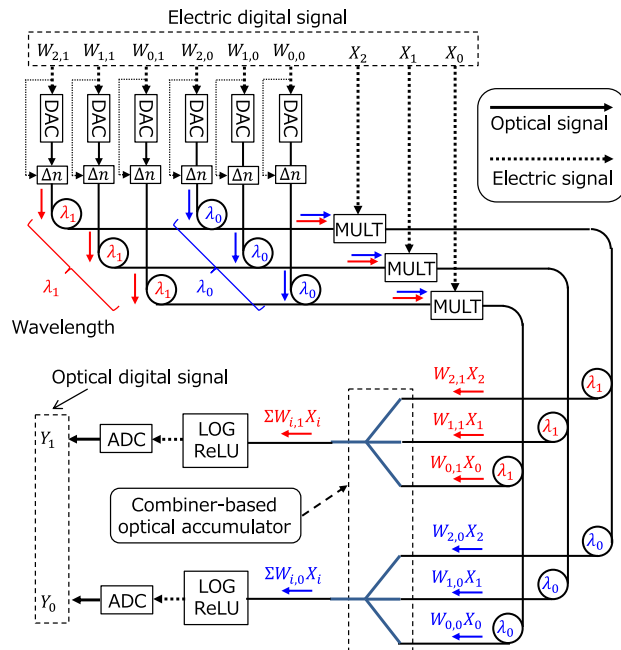 Electric digital signal
W2,1 W1,1 W0,1 W2,0 W1,0 W0,0 X2 X1 X0
DAC DAC DAC DAC DAC DAC
Δn Δn Δn Δn Δn Δn
Optical signal
Electric signal
λ1 λ0 MULT
λ1 λ0 MULT
λ1 λ0
λ1 λ0 MULT
Wavelength
Optical digital signal
W2,1X2 λ1
Y1 ADC LOG ReLU ΣWi,1Xi W1,1X1 λ1
W0,1X0 λ1
Combiner-based
optical accumulator
W2,0X2 λ0
Y0 ADC LOG ReLU ΣWi,0Xi W1,0X1 λ0
W0,0X0 λ0